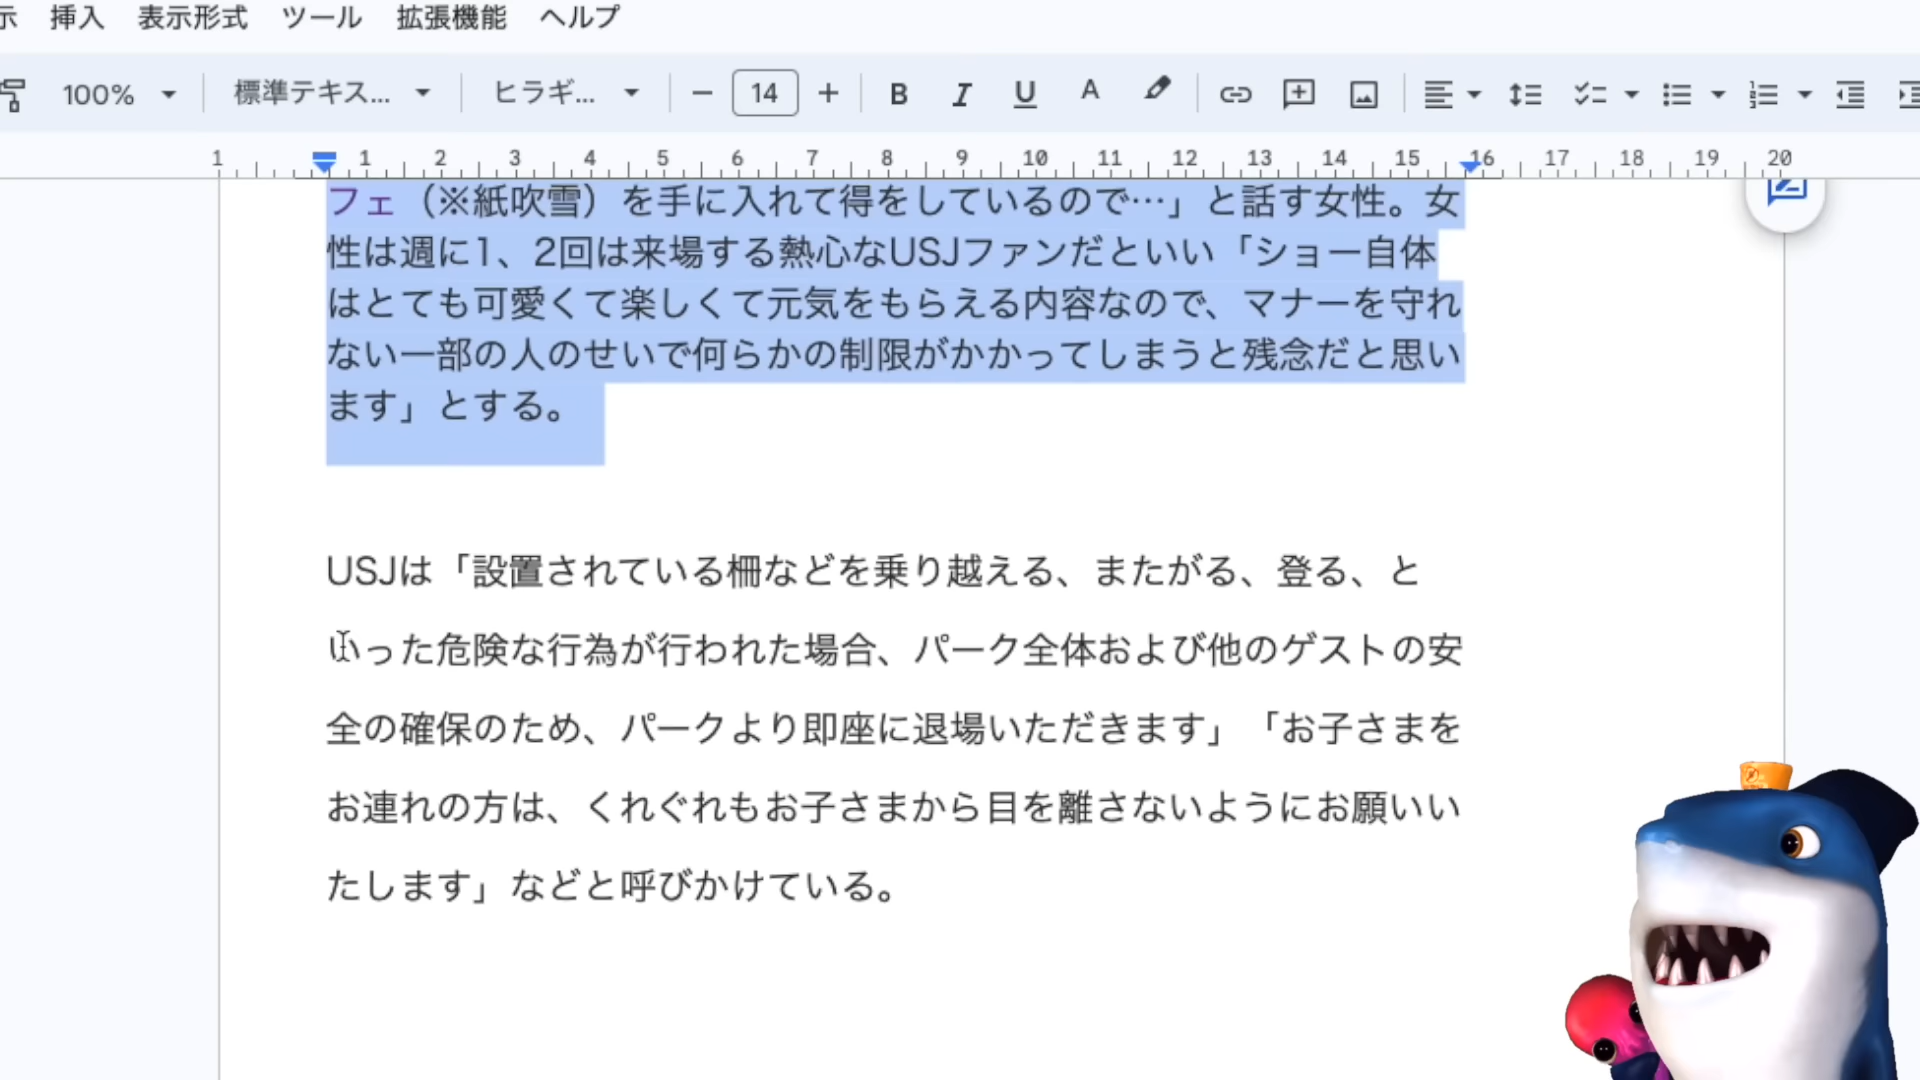 示 挿入 表示形式 ツール 拡張機能 ヘルプ
100% 標準テキス... ヒラギ... − 14 + B I U A
1 1 2 3 4 5 6 7 8 9 10 11 12 13 14 15 16 17 18 19 20
フェ（※紙吹雪）を手に入れて得をしているので…」と話す女性。女
性は週に1、2回は来場する熱心なUSJファンだといい「ショー自体
はとても可愛くて楽しくて元気をもらえる内容なので、マナーを守れ
ない一部の人のせいで何らかの制限がかかってしまうと残念だと思い
ます」とする。
USJは「設置されている柵などを乗り越える、またがる、登る、と
いった危険な行為が行われた場合、パーク全体および他のゲストの安
全の確保のため、パークより即座に退場いただきます」「お子さまを
お連れの方は、くれぐれもお子さまから目を離さないようにお願いい
たします」などと呼びかけている。